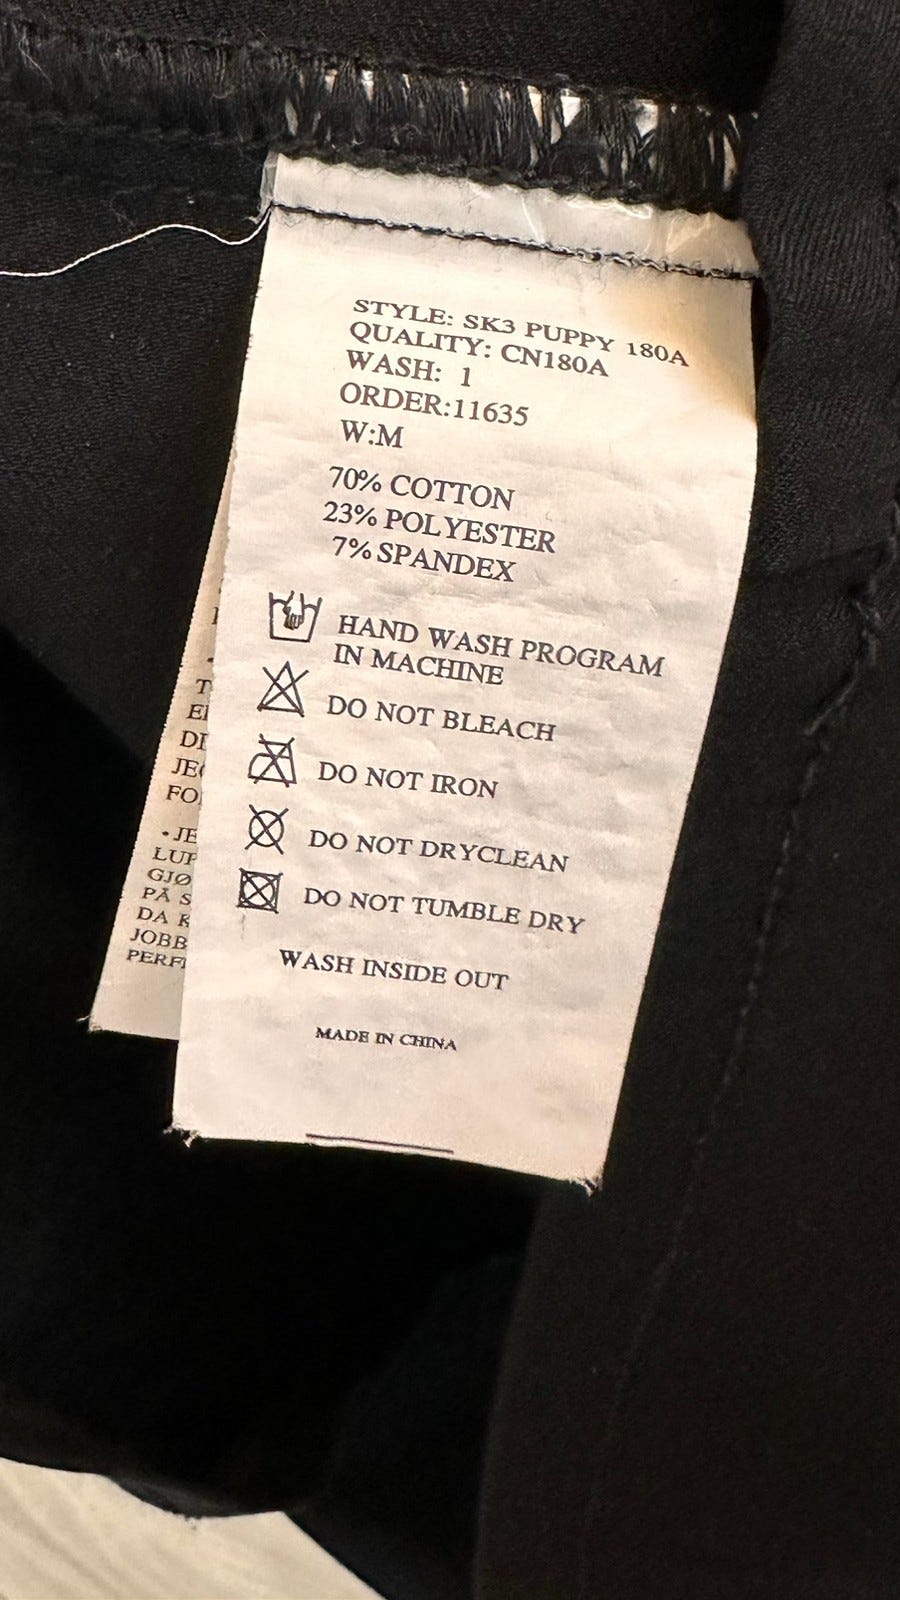 STYLE: SK3 PUPPY 180A
QUALITY: CN180A
WASH: 1
ORDER:11635
W:M
70% COTTON
23% POLYESTER
7% SPANDEX
HAND WASH PROGRAM
IN MACHINE
DO NOT BLEACH
DO NOT IRON
DO NOT DRYCLEAN
DO NOT TUMBLE DRY
WASH INSIDE OUT
MADE IN CHINA
PÅ
DA